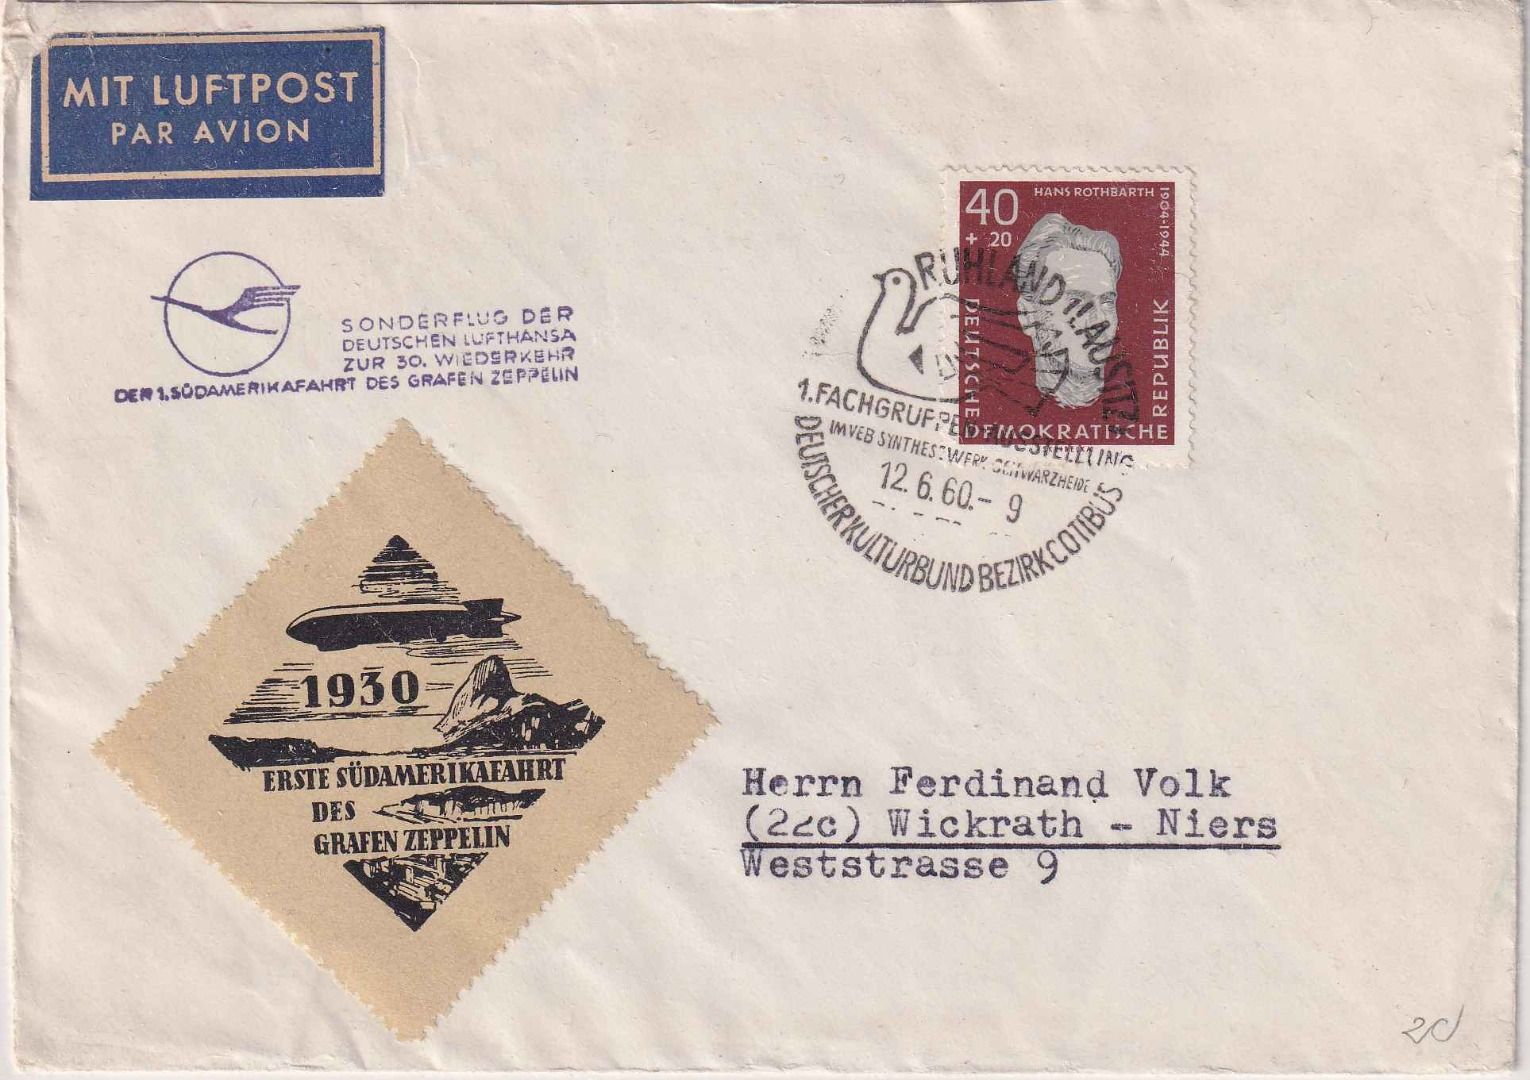 MIT LUFTPOST
PAR AVION
SONDERFLUG DER
DEUTSCHEN LUFTHANSA
ZUR 30. WIEDERKEHR
DER 1. SÜDAMERIKAFAHRT DES GRAFEN ZEPPELIN
40
+ 20
HANS ROTHBARTH
1904-1944
DEUTSCHE
DEMOKRATISCHE
REPUBLIK
RUHLAND
1. FACHGRUPPEN-AUSSTELLUNG
IM VEB SYNTHESEWERK SCHWARZHEIDE
12.6.60.-9
DEUTSCHER KULTURBUND BEZIRK COTTBUS
1930
ERSTE SÜDAMERIKAFAHRT
DES
GRAFEN ZEPPELIN
Herrn Ferdinand Volk
(22c) Wickrath - Niers
Weststrasse 9